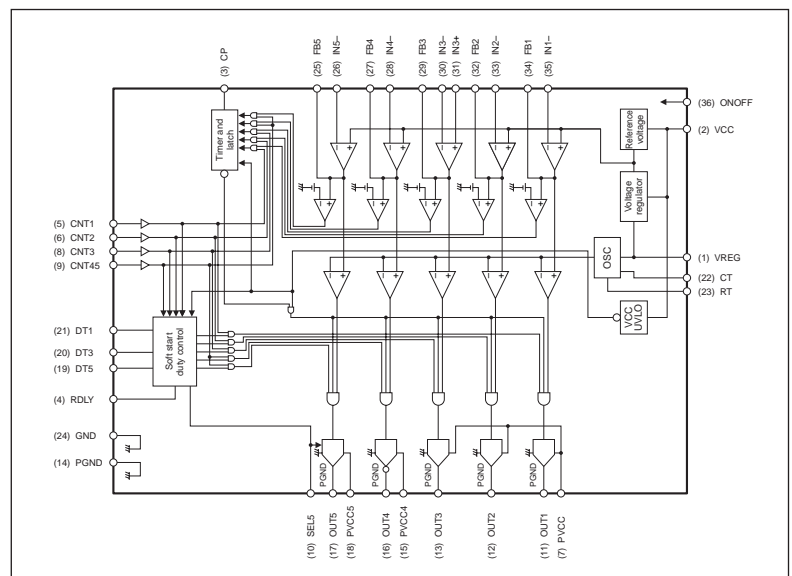 (3) CP
(25) FB5
(26) IN5–
(27) FB4
(28) IN4–
(29) FB3
(30) IN3–
(31) IN3+
(32) FB2
(33) IN2–
(34) FB1
(35) IN1–
(36) ONOFF
(2) VCC
Reference
voltage
Timer and
latch
Voltage
regulator
– +
– +
– +
– +
– +
– +
– +
– +
– +
– +
(5) CNT1
(6) CNT2
(8) CNT3
(9) CNT45
OSC
(1) VREG
(22) CT
(23) RT
– +
– +
– +
– +
– +
VCC
UVLO
(21) DT1
(20) DT3
(19) DT5
Soft start
duty control
(4) RDLY
(24) GND
(14) PGND
PGND
PGND
PGND
PGND
PGND
(10) SEL5
(17) OUT5
(18) PVCC5
(16) OUT4
(15) PVCC4
(13) OUT3
(12) OUT2
(11) OUT1
(7) PVCC